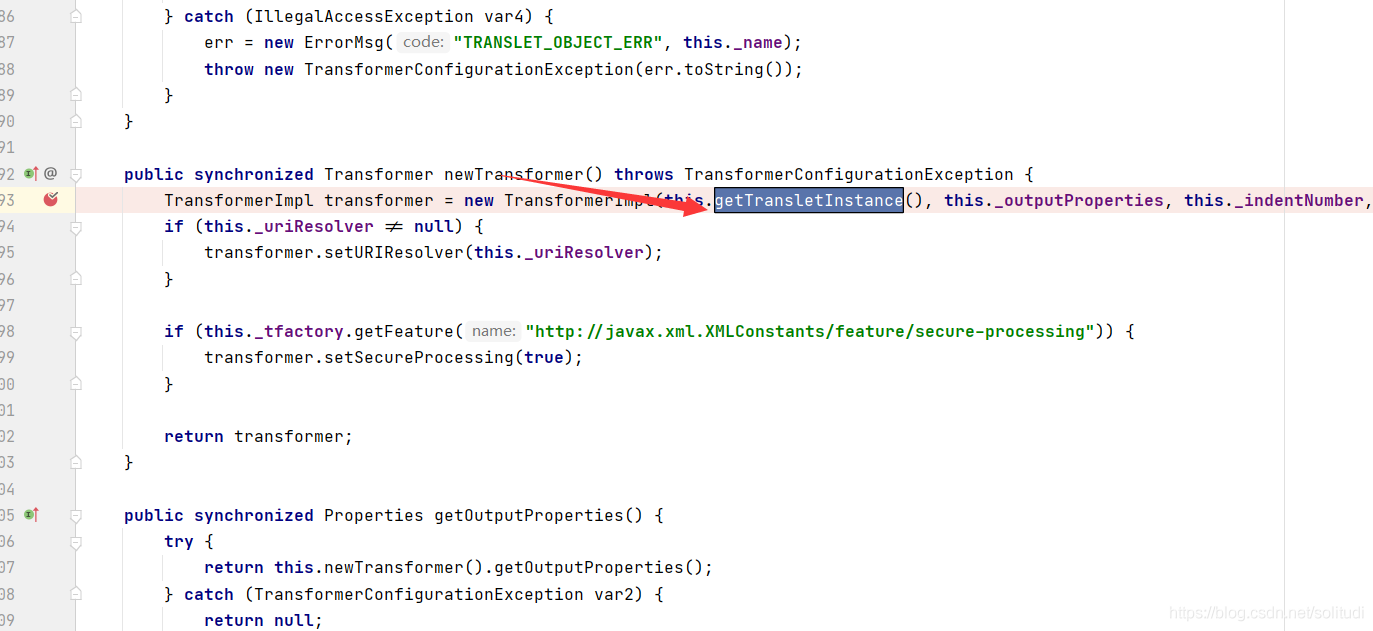 86 } catch (IllegalAccessException var4) {
87 err = new ErrorMsg( code: "TRANSLET_OBJECT_ERR", this._name);
88 throw new TransformerConfigurationException(err.toString());
89 }
90 }
91
92 public synchronized Transformer newTransformer() throws TransformerConfigurationException {
93 TransformerImpl transformer = new TransformerImpl(this.getTransletInstance(), this._outputProperties, this._indentNumber,
94 if (this._uriResolver ≠ null) {
95 transformer.setURIResolver(this._uriResolver);
96 }
97
98 if (this._tfactory.getFeature( name: "http://javax.xml.XMLConstants/feature/secure-processing")) {
99 transformer.setSecureProcessing(true);
00 }
01
02 return transformer;
03 }
04
05 public synchronized Properties getOutputProperties() {
06 try {
07 return this.newTransformer().getOutputProperties();
08 } catch (TransformerConfigurationException var2) {
09 return null;
https://blog.csdn.net/solitudi